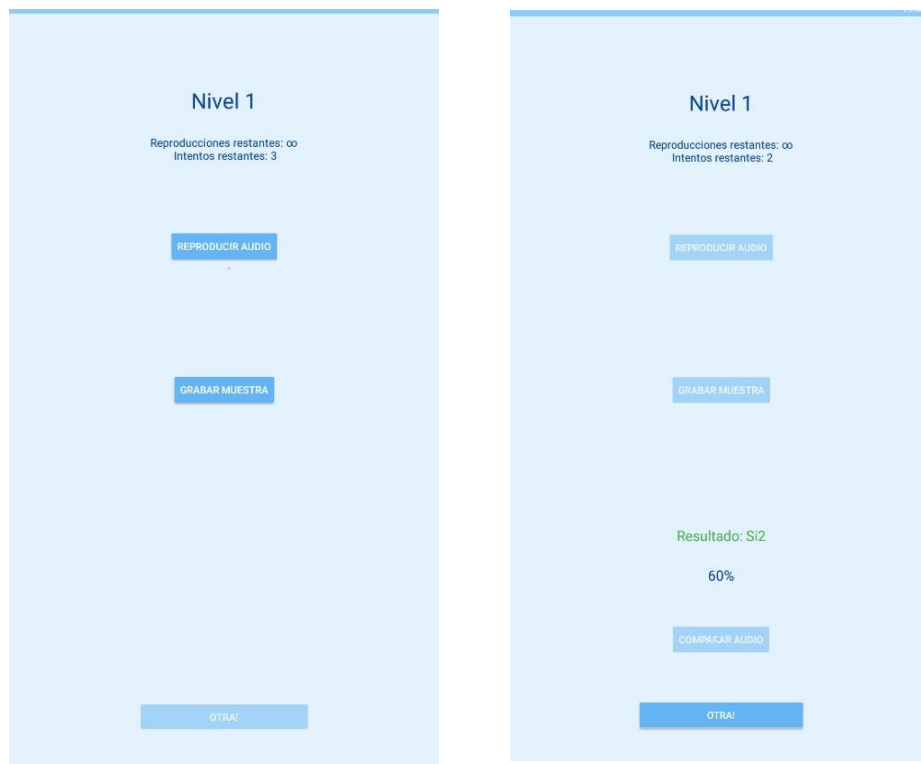 Nivel 1
Reproducciones restantes: ∞
Intentos restantes: 3
REPRODUCIR AUDIO
GRABAR MUESTRA
OTRA!
Nivel 1
Reproducciones restantes: ∞
Intentos restantes: 2
REPRODUCIR AUDIO
GRABAR MUESTRA
Resultado: Si2
60%
COMPARAR AUDIO
OTRA!